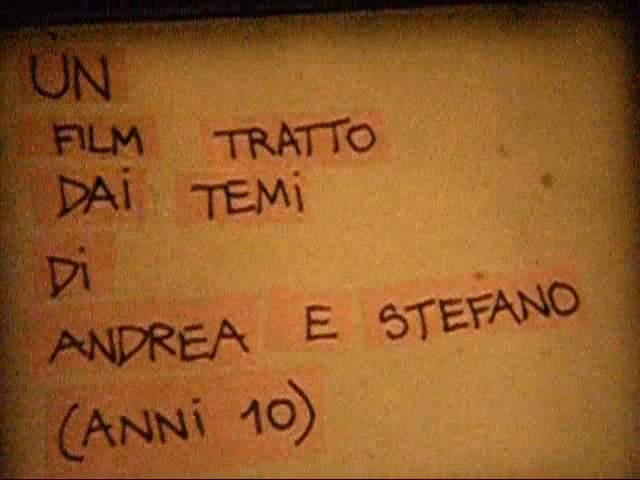 UN
FILM TRATTO
DAi TEMi
Di
ANDREA E STEFANO
(ANNi 10)